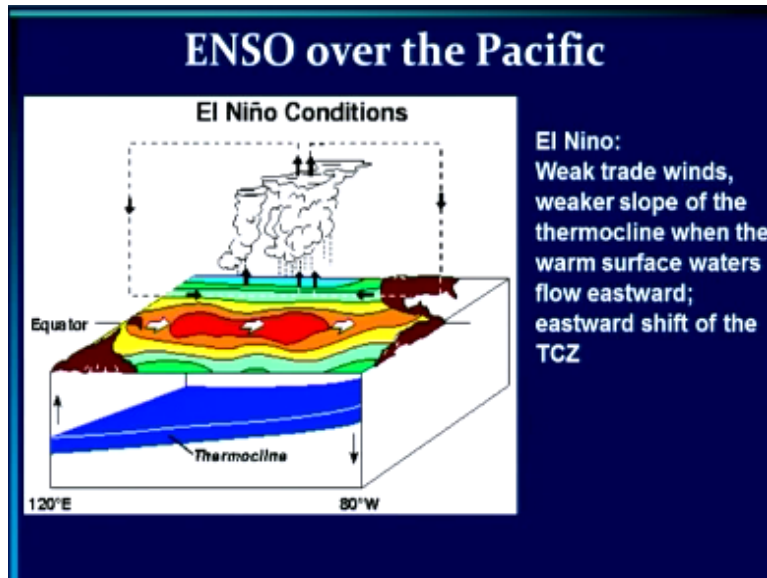 ENSO over the Pacific
El Niño Conditions
Equator
Thermocline
120°E
80°W
El Nino:
Weak trade winds,
weaker slope of the
thermocline when the
warm surface waters
flow eastward;
eastward shift of the
TCZ